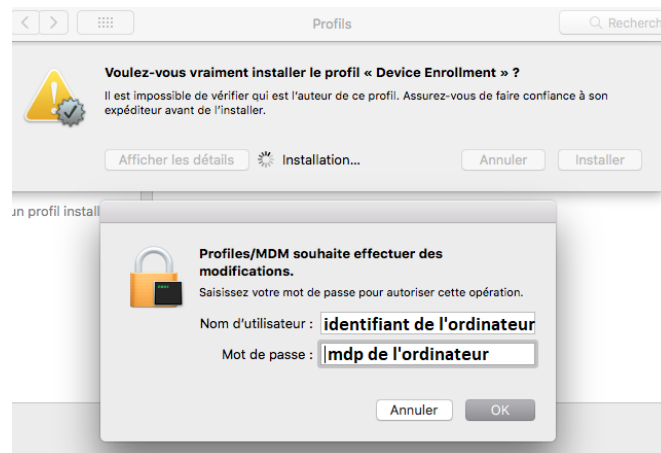 Profils
Recherch
Voulez-vous vraiment installer le profil « Device Enrollment » ?
Il est impossible de vérifier qui est l'auteur de ce profil. Assurez-vous de faire confiance à son
expéditeur avant de l'installer.
Afficher les détails Installation... Annuler Installer
un profil install
Profiles/MDM souhaite effectuer des
modifications.
Saisissez votre mot de passe pour autoriser cette opération.
Nom d'utilisateur : identifiant de l'ordinateur
Mot de passe : mdp de l'ordinateur
Annuler OK